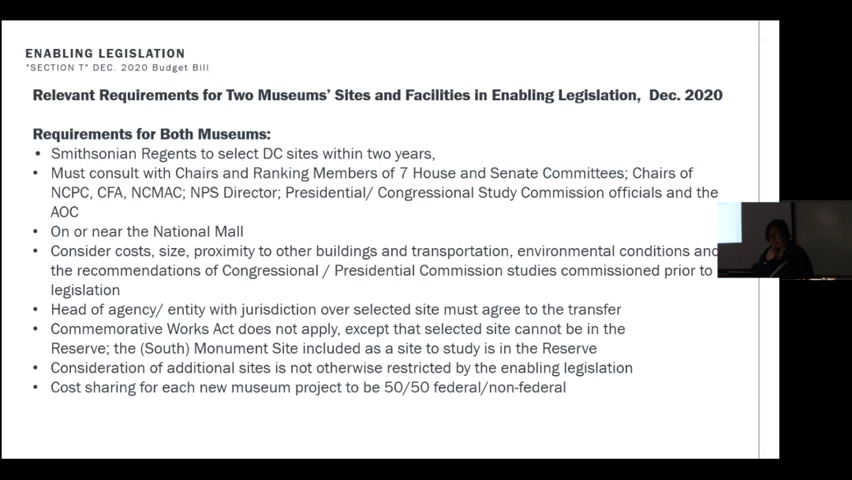 ENABLING LEGISLATION
"SECTION T" DEC. 2020 Budget Bill
Relevant Requirements for Two Museums' Sites and Facilities in Enabling Legislation, Dec. 2020
Requirements for Both Museums:
• Smithsonian Regents to select DC sites within two years,
• Must consult with Chairs and Ranking Members of 7 House and Senate Committees; Chairs of
NCPC, CFA, NCMAC; NPS Director; Presidential/ Congressional Study Commission officials and the
AOC
• On or near the National Mall
• Consider costs, size, proximity to other buildings and transportation, environmental conditions and
the recommendations of Congressional / Presidential Commission studies commissioned prior to
legislation
• Head of agency/ entity with jurisdiction over selected site must agree to the transfer
• Commemorative Works Act does not apply, except that selected site cannot be in the
Reserve; the (South) Monument Site included as a site to study is in the Reserve
• Consideration of additional sites is not otherwise restricted by the enabling legislation
• Cost sharing for each new museum project to be 50/50 federal/non-federal